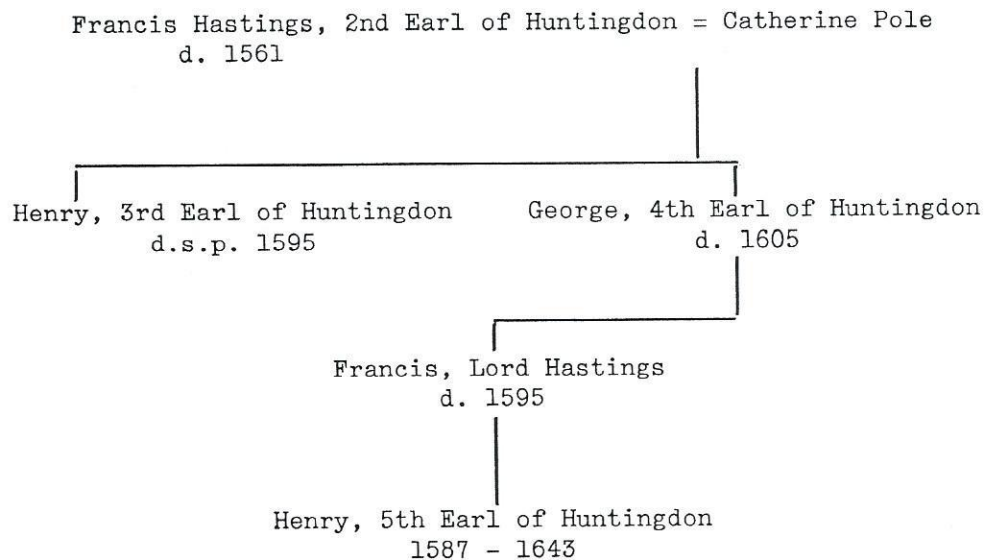 Francis Hastings, 2nd Earl of Huntingdon = Catherine Pole
d. 1561
Henry, 3rd Earl of Huntingdon
d.s.p. 1595
George, 4th Earl of Huntingdon
d. 1605
Francis, Lord Hastings
d. 1595
Henry, 5th Earl of Huntingdon
1587 - 1643